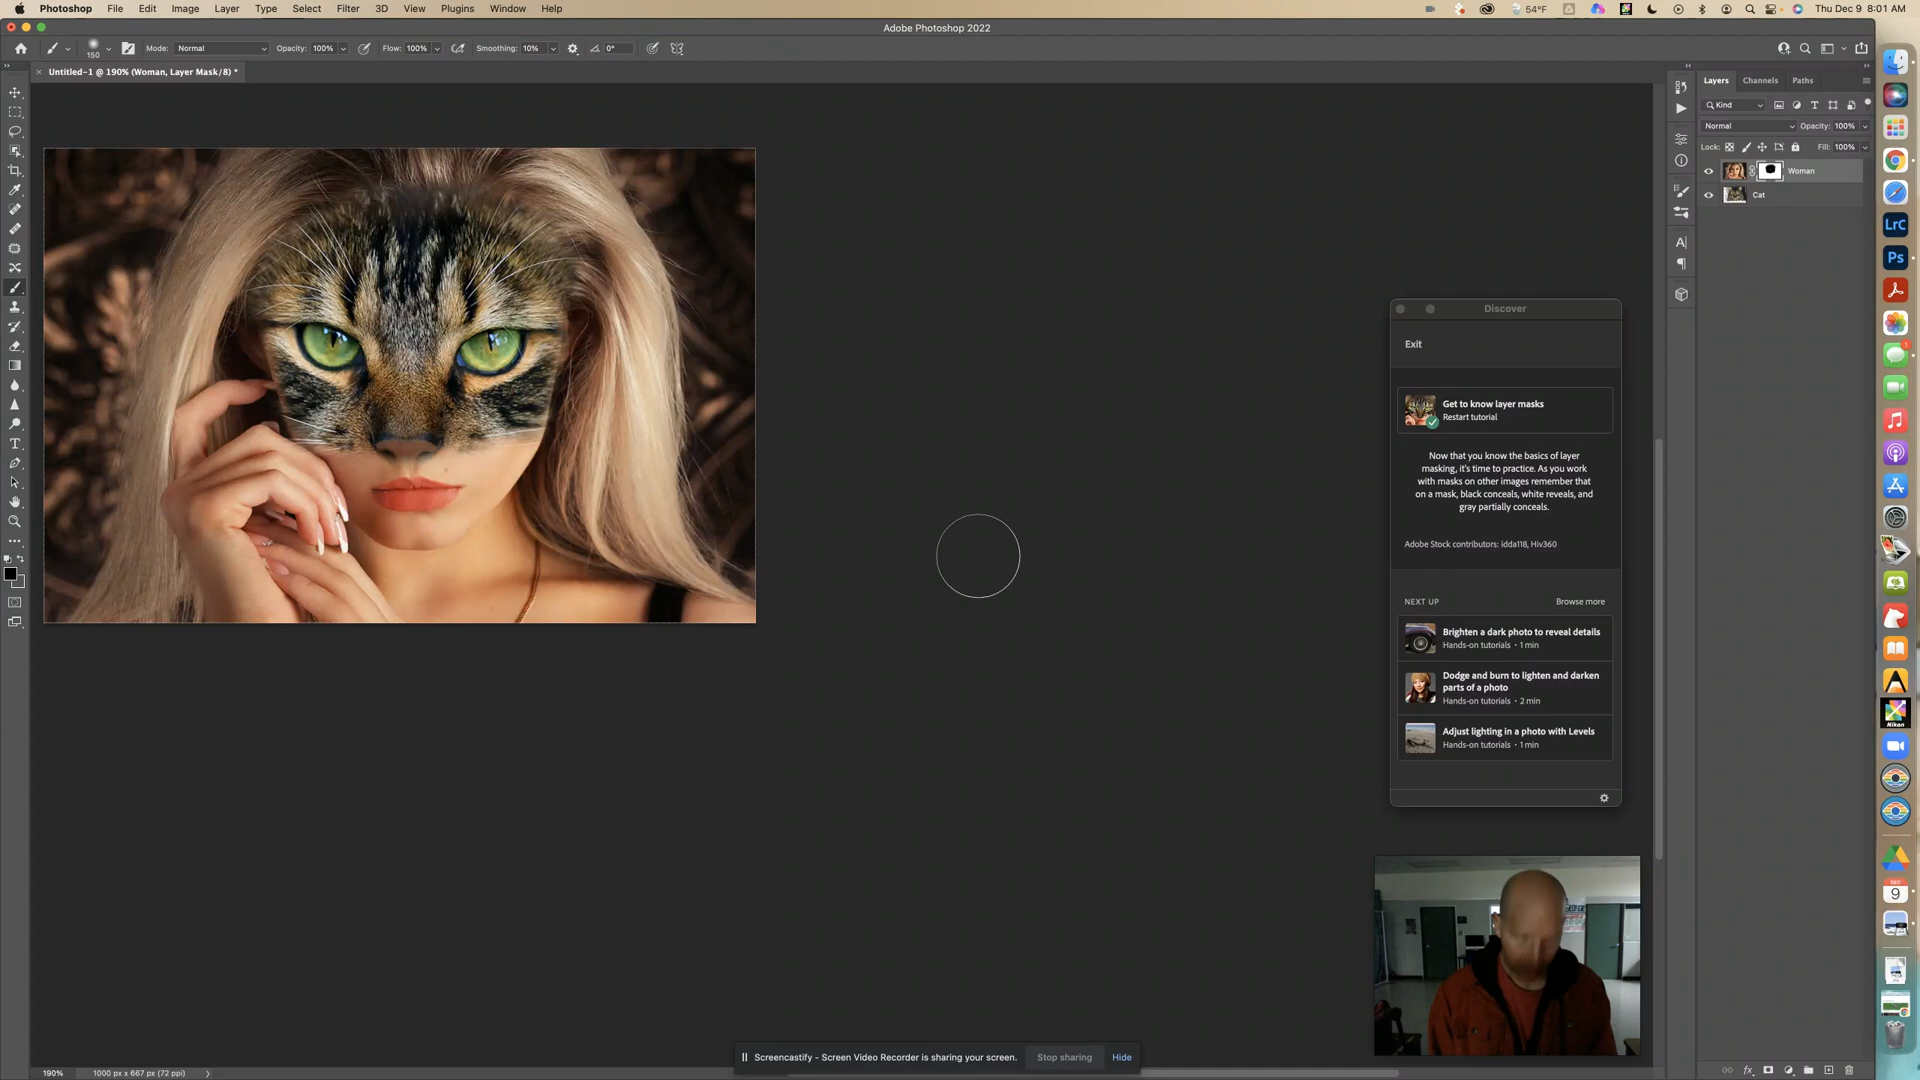 Photoshop File Edit Image Layer Type Select Filter 3D View Plugins Window Help 54°F Thu Dec 9 8:01 AM
Adobe Photoshop 2022
150 Mode: Normal Opacity: 100% Flow: 100% Smoothing: 10% 0°
Untitled-1 @ 190% (Woman, Layer Mask/8) *
Layers Channels Paths
Kind
Normal Opacity: 100%
Lock: Fill: 100%
Woman
Cat
Discover
Exit
Get to know layer masks
Restart tutorial
Now that you know the basics of layer
masking, it's time to practice. As you work
with masks on other images remember that
on a mask, black conceals, white reveals, and
gray partially conceals.
Adobe Stock contributors: idda118, Hiv360
NEXT UP Browse more
Brighten a dark photo to reveal details
Hands-on tutorials • 1 min
Dodge and burn to lighten and darken
parts of a photo
Hands-on tutorials • 2 min
Adjust lighting in a photo with Levels
Hands-on tutorials • 1 min
LrC
Ps
1
Nikon
DEC
9
Screencastify - Screen Video Recorder is sharing your screen. Stop sharing Hide
190% 1000 px x 667 px (72 ppi)